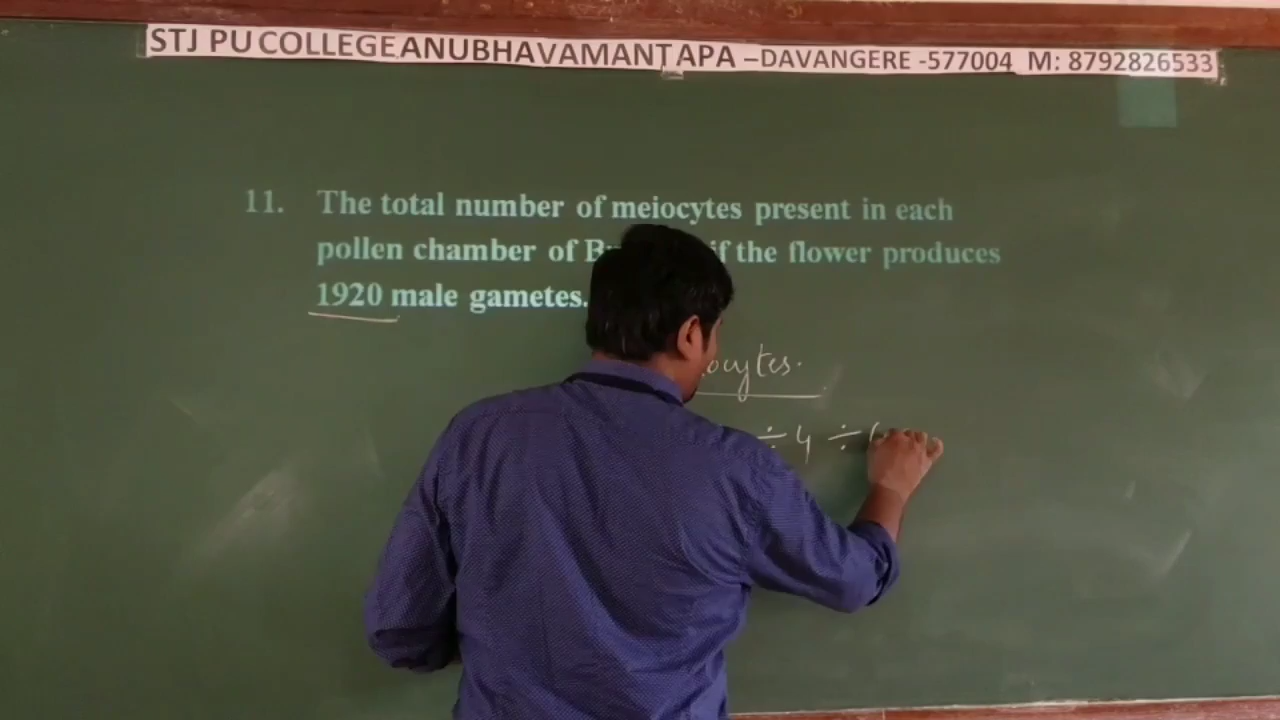 STJ PU COLLEGE ANUBHAVAMANTAPA –DAVANGERE -577004 M: 8792826533
11. The total number of meiocytes present in each
pollen chamber of if the flower produces
1920 male gametes.
÷ 4 ÷